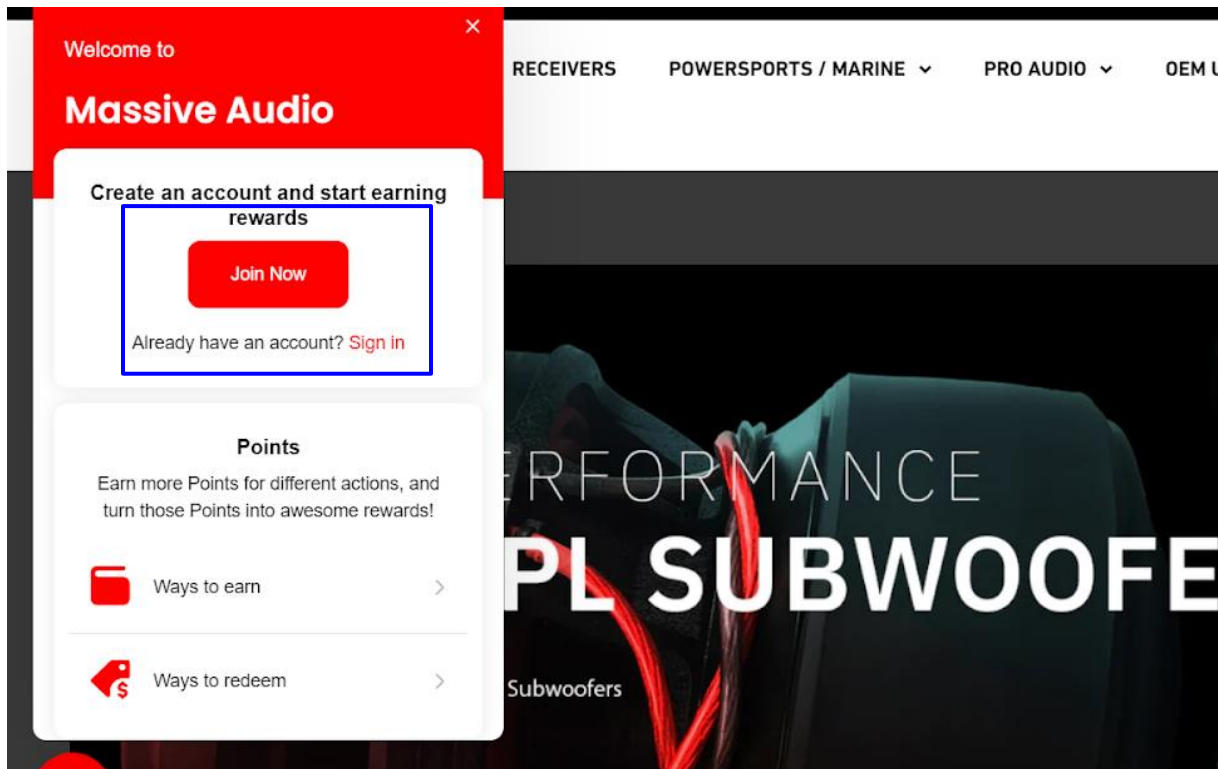 Welcome to
Massive Audio
Create an account and start earning
rewards
Join Now
Already have an account? Sign in
Points
Earn more Points for different actions, and
turn those Points into awesome rewards!
Ways to earn
Ways to redeem
RECEIVERS POWERSPORTS / MARINE PRO AUDIO OEM
ERFORMANCE
PL SUBWOOFE
Subwoofers